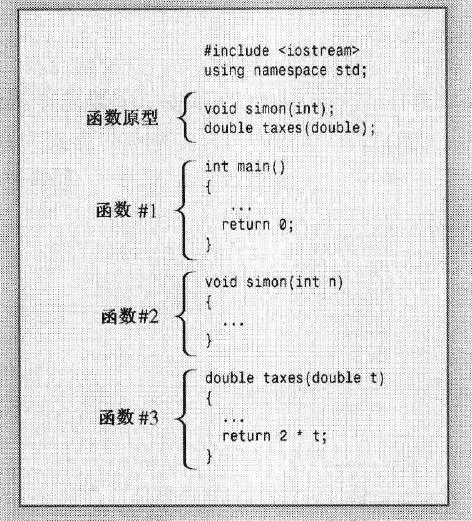 #include <iostream>
using namespace std;
函数原型
void simon(int);
double taxes(double);
int main()
{
函数 #1
...
return 0;
}
void simon(int n)
{
函数#2
...
}
double taxes(double t)
{
函数 #3
...
return 2 * t;
}